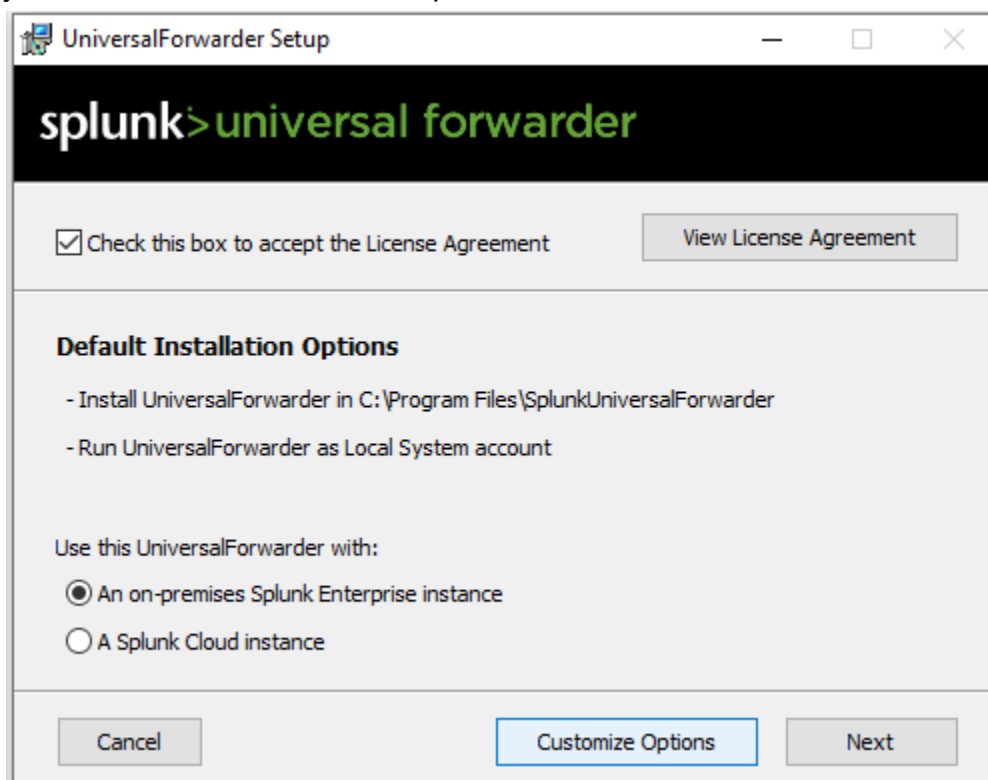 UniversalForwarder Setup
splunk>universal forwarder
Check this box to accept the License Agreement
View License Agreement
Default Installation Options
- Install UniversalForwarder in C:\Program Files\SplunkUniversalForwarder
- Run UniversalForwarder as Local System account
Use this UniversalForwarder with:
An on-premises Splunk Enterprise instance
A Splunk Cloud instance
Cancel
Customize Options
Next